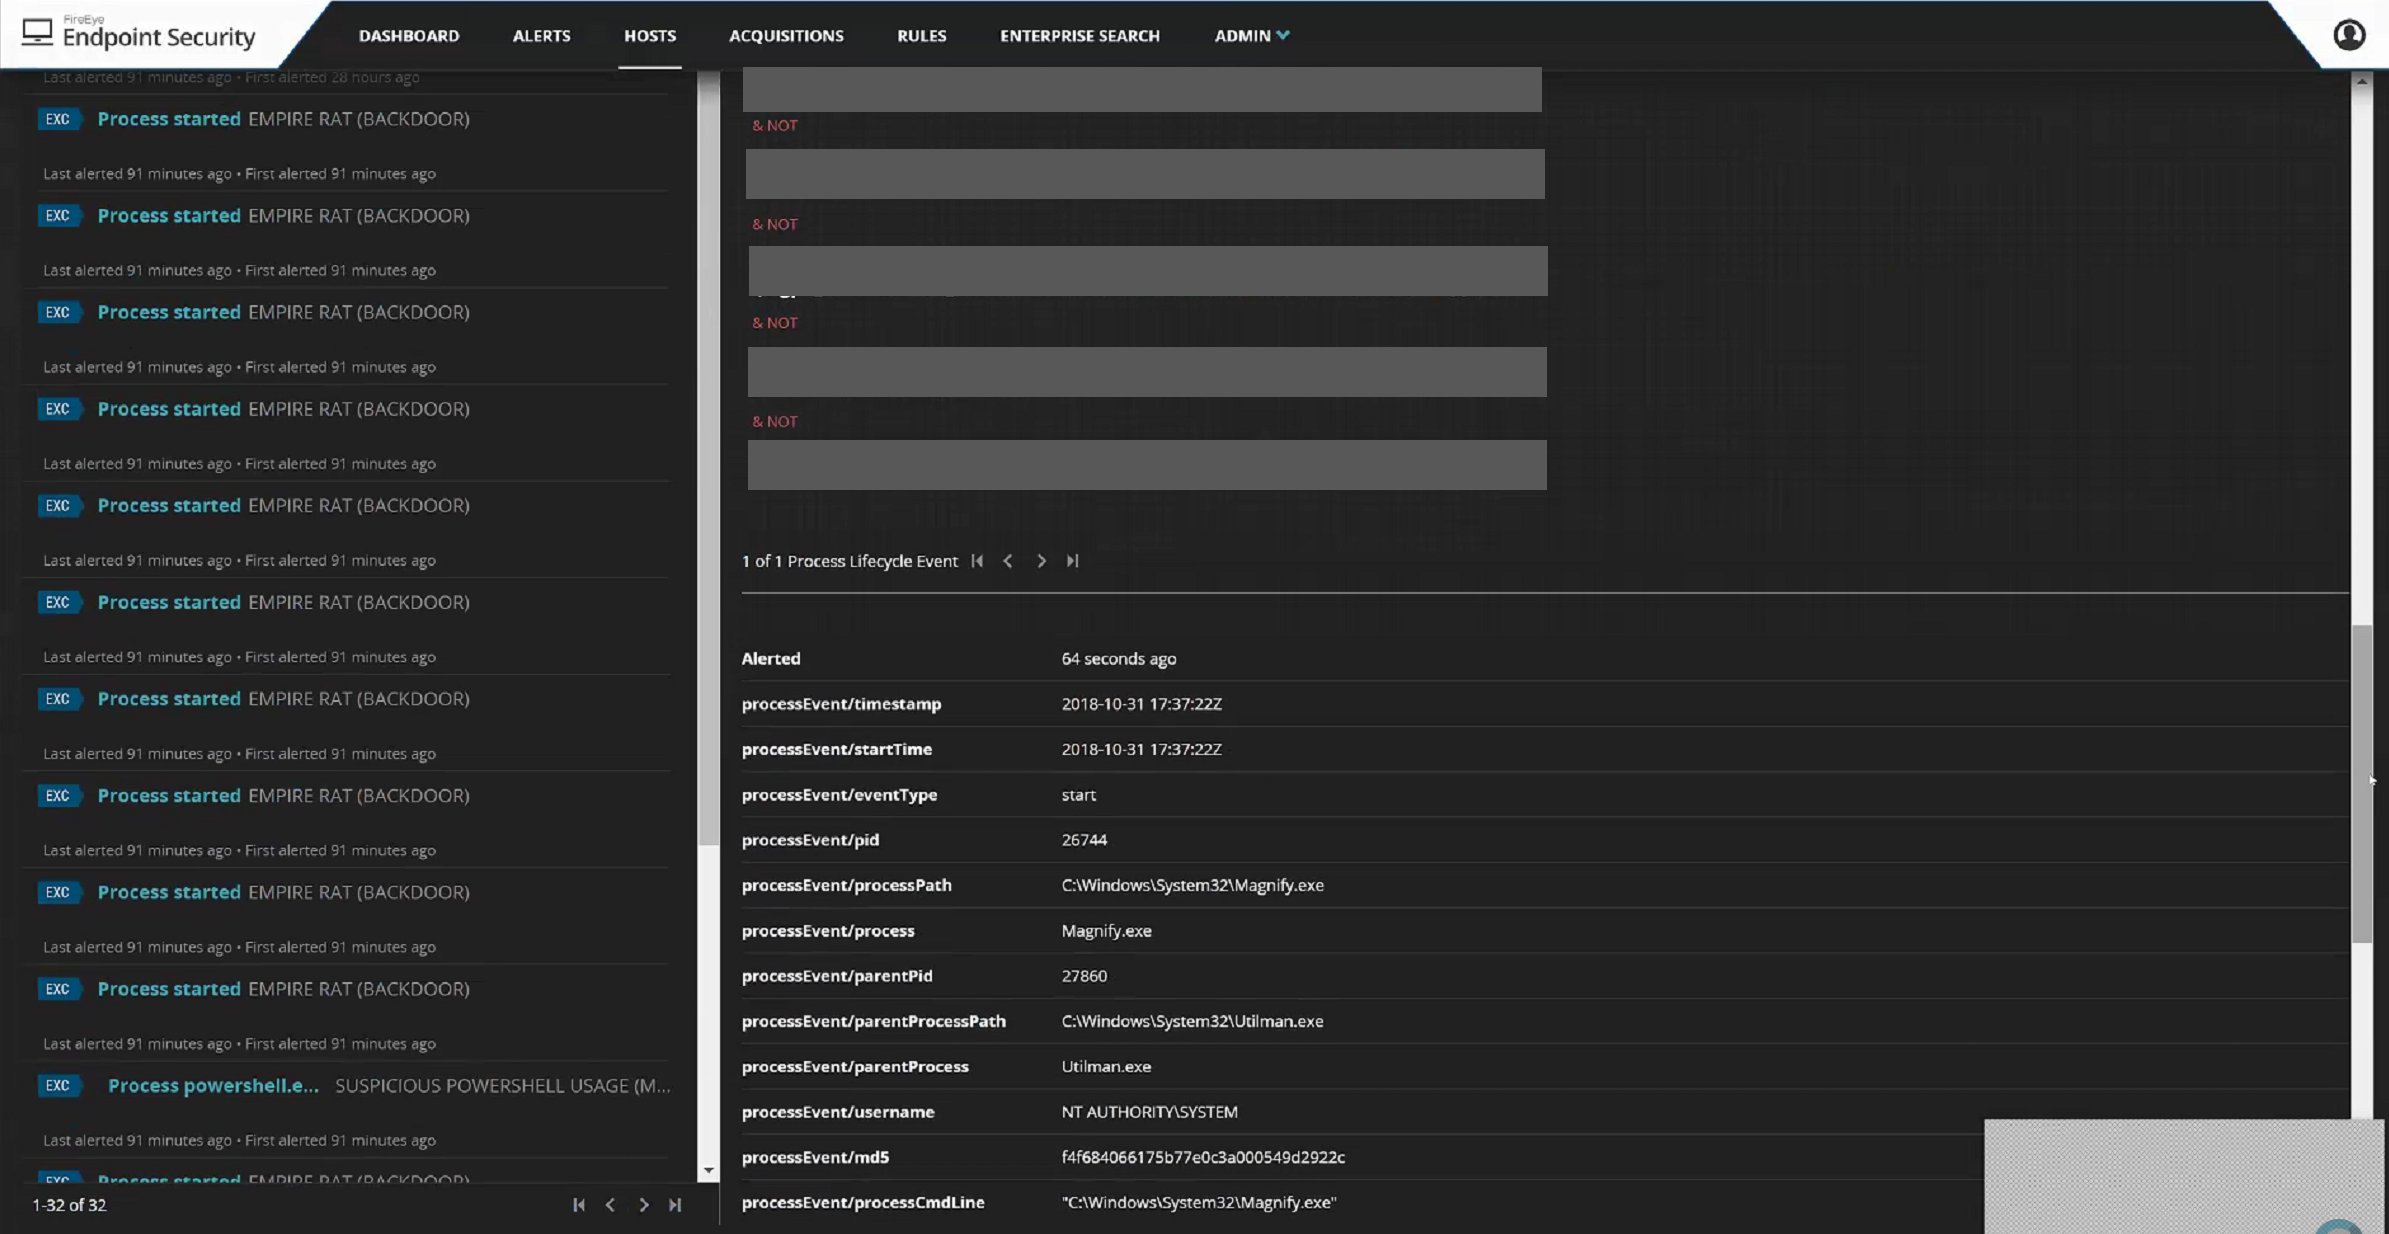 FireEye
Endpoint Security
DASHBOARD
ALERTS
HOSTS
ACQUISITIONS
RULES
ENTERPRISE SEARCH
ADMIN
Last alerted 91 minutes ago • First alerted 28 hours ago
EXC Process started EMPIRE RAT (BACKDOOR)
Last alerted 91 minutes ago • First alerted 91 minutes ago
EXC Process started EMPIRE RAT (BACKDOOR)
Last alerted 91 minutes ago • First alerted 91 minutes ago
EXC Process started EMPIRE RAT (BACKDOOR)
Last alerted 91 minutes ago • First alerted 91 minutes ago
EXC Process started EMPIRE RAT (BACKDOOR)
Last alerted 91 minutes ago • First alerted 91 minutes ago
EXC Process started EMPIRE RAT (BACKDOOR)
Last alerted 91 minutes ago • First alerted 91 minutes ago
EXC Process started EMPIRE RAT (BACKDOOR)
Last alerted 91 minutes ago • First alerted 91 minutes ago
EXC Process started EMPIRE RAT (BACKDOOR)
Last alerted 91 minutes ago • First alerted 91 minutes ago
EXC Process started EMPIRE RAT (BACKDOOR)
Last alerted 91 minutes ago • First alerted 91 minutes ago
EXC Process started EMPIRE RAT (BACKDOOR)
Last alerted 91 minutes ago • First alerted 91 minutes ago
EXC Process started EMPIRE RAT (BACKDOOR)
Last alerted 91 minutes ago • First alerted 91 minutes ago
EXC Process powershell.e... SUSPICIOUS POWERSHELL USAGE (M...
Last alerted 91 minutes ago • First alerted 91 minutes ago
EXC Process started EMPIRE RAT (BACKDOOR)
1-32 of 32
& NOT
& NOT
& NOT
& NOT
1 of 1 Process Lifecycle Event
Alerted 64 seconds ago
processEvent/timestamp 2018-10-31 17:37:22Z
processEvent/startTime 2018-10-31 17:37:22Z
processEvent/eventType start
processEvent/pid 26744
processEvent/processPath C:\Windows\System32\Magnify.exe
processEvent/process Magnify.exe
processEvent/parentPid 27860
processEvent/parentProcessPath C:\Windows\System32\Utilman.exe
processEvent/parentProcess Utilman.exe
processEvent/username NT AUTHORITY\SYSTEM
processEvent/md5 f4f684066175b77e0c3a000549d2922c
processEvent/processCmdLine "C:\Windows\System32\Magnify.exe"